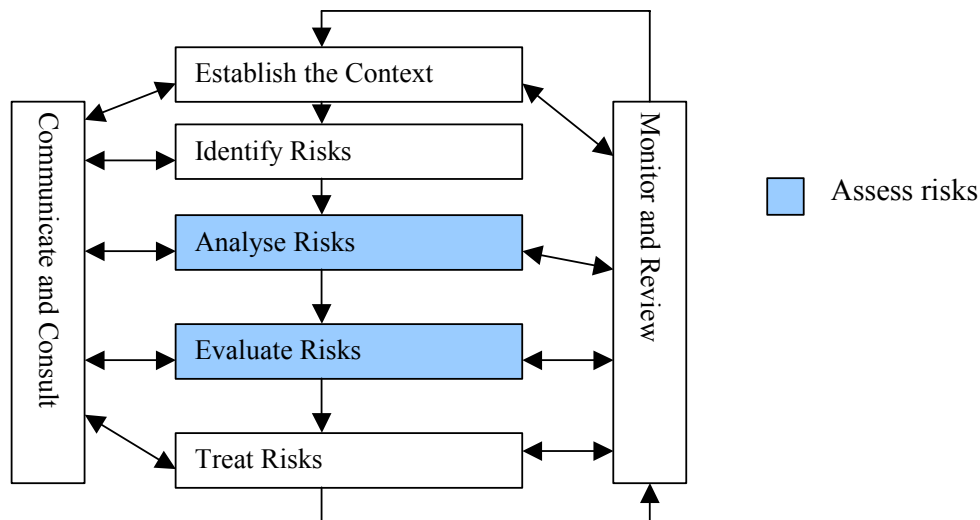 Establish the Context
Identify Risks
Analyse Risks
Evaluate Risks
Treat Risks
Communicate and Consult
Monitor and Review
Assess risks